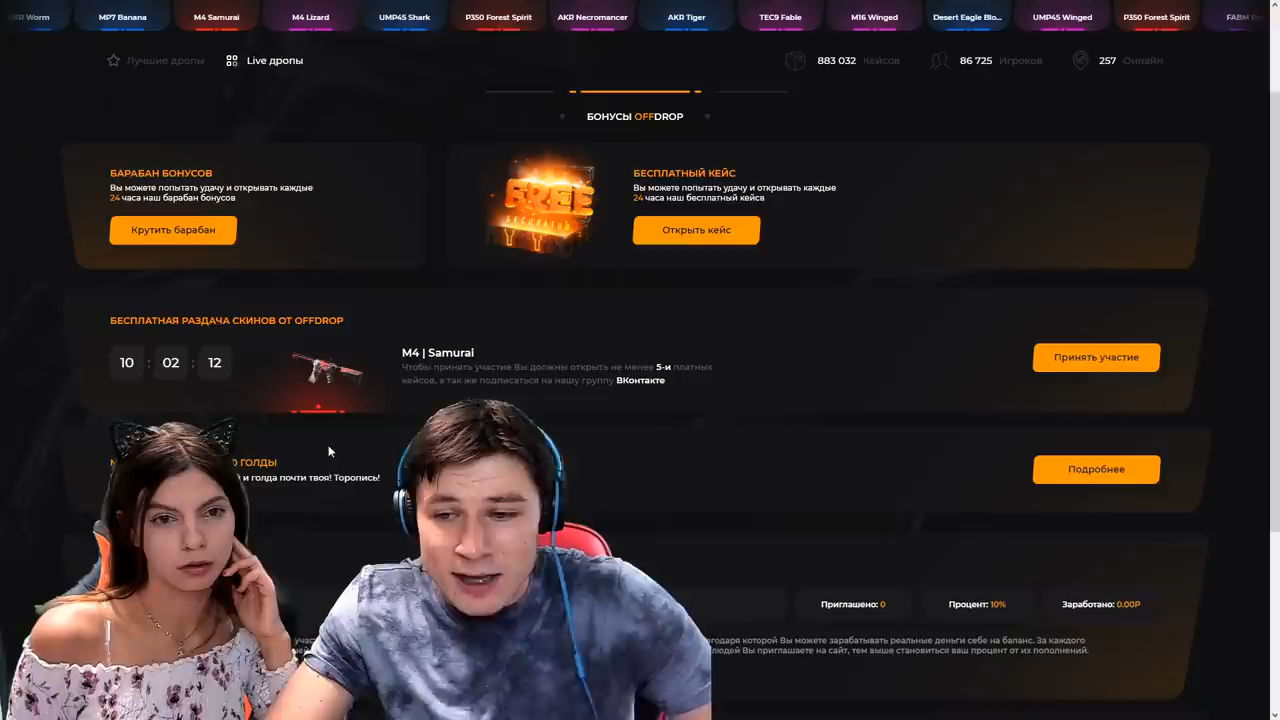 Worm
MP7 Banana
M4 Samurai
M4 Lizard
UMP45 Shark
P350 Forest Spirit
AKR Necromancer
AKR Tiger
TEC9 Fable
M16 Winged
Desert Eagle Blo...
UMP45 Winged
P350 Forest Spirit
FABM
Лучшие дропы
Live дропы
883 032 Кейсов
86 725 Игроков
257 Онлайн
БОНУСЫ OFFDROP
БАРАБАН БОНУСОВ
Вы можете попытать удачу и открывать каждые
24 часа наш барабан бонусов
Крутить барабан
FREE
БЕСПЛАТНО
БЕСПЛАТНЫЙ КЕЙС
Вы можете попытать удачу и открывать каждые
24 часа наш бесплатный кейсв
Открыть кейс
БЕСПЛАТНАЯ РАЗДАЧА СКИНОВ ОТ OFFDROP
10 : 02 : 12
M4 | Samurai
Чтобы принять участие Вы должны открыть не менее 5-и платных
кейсов, а так же подписаться на нашу группу ВКонтакте
Принять участие
ГОЛДЫ
и голда почти твоя! Торопись!
Подробнее
Приглашено: 0
Процент: 10%
Заработано: 0.00Р
которой Вы можете зарабатывать реальные деньги себе на баланс. За каждого
людей Вы приглашаете на сайт, тем выше становиться ваш процент от их пополнений.